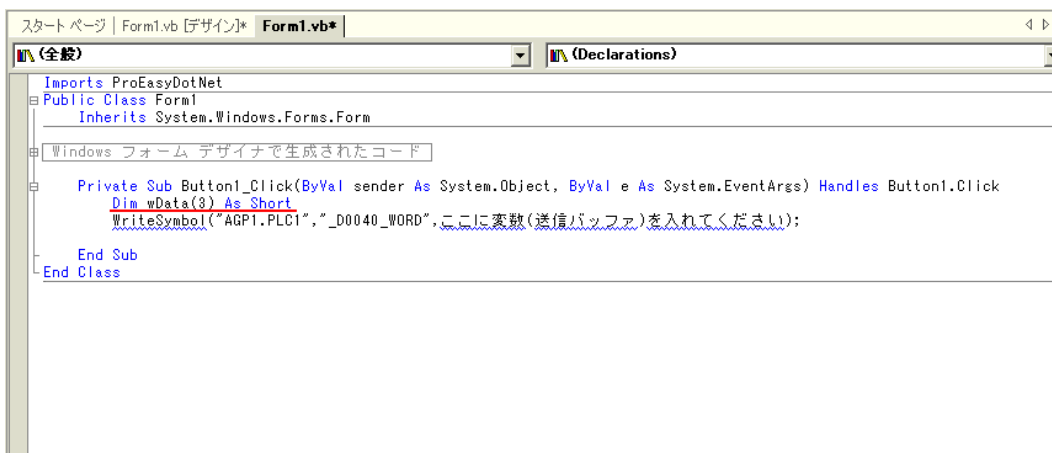 スタート ページ | Form1.vb [デザイン]* Form1.vb*
(全般) (Declarations)
Imports ProEasyDotNet
Public Class Form1
Inherits System.Windows.Forms.Form
Windows フォーム デザイナで生成されたコード
Private Sub Button1_Click(ByVal sender As System.Object, ByVal e As System.EventArgs) Handles Button1.Click
Dim wData(3) As Short
WriteSymbol("AGP1.PLC1","_D0040_WORD",ここに変数(送信バッファ)を入れてください);
End Sub
End Class